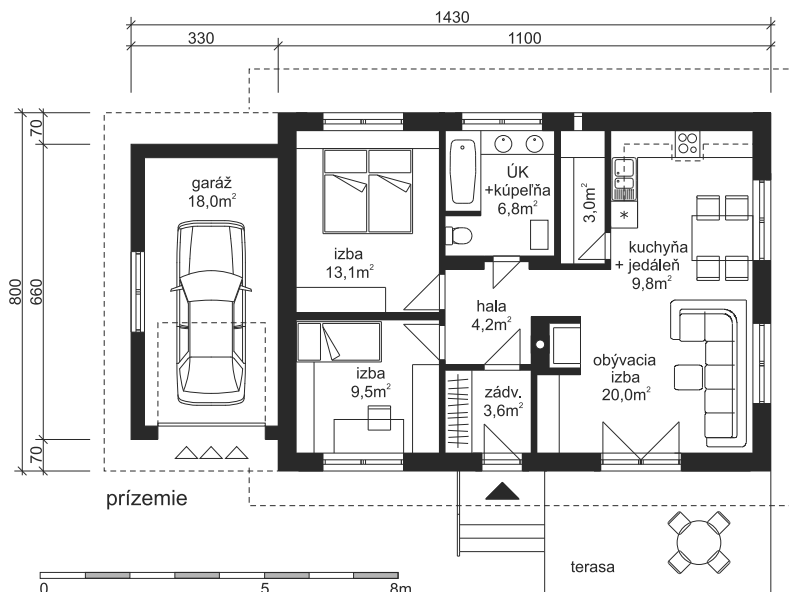 1430
330
1100
70
800
660
70
garáž
18,0m²
izba
13,1m²
ÚK
+kúpeľňa
6,8m²
3,0m²
*
kuchyňa
+ jedáleň
9,8m²
hala
4,2m²
izba
9,5m²
zádv.
3,6m²
obývacia
izba
20,0m²
prízemie
terasa
0 5 8m